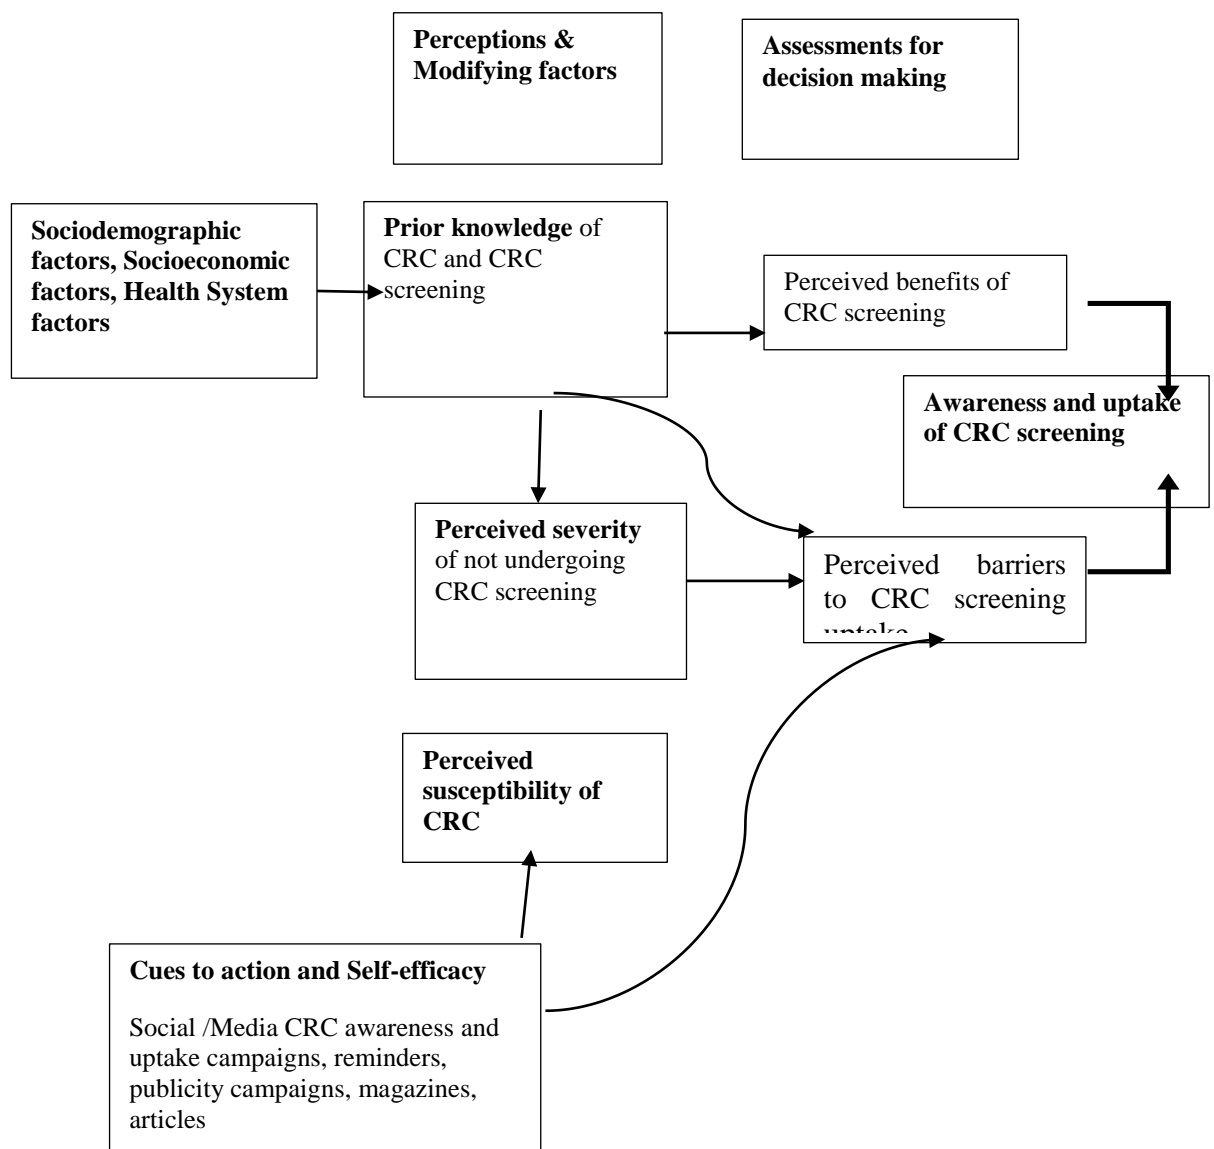 Perceptions &
Modifying factors
Assessments for
decision making
Sociodemographic
factors, Socioeconomic
factors, Health System
factors
Prior knowledge of
CRC and CRC
screening
Perceived benefits of
CRC screening
Awareness and uptake
of CRC screening
Perceived severity
of not undergoing
CRC screening
Perceived barriers
to CRC screening
uptake
Perceived
susceptibility of
CRC
Cues to action and Self-efficacy
Social /Media CRC awareness and
uptake campaigns, reminders,
publicity campaigns, magazines,
articles